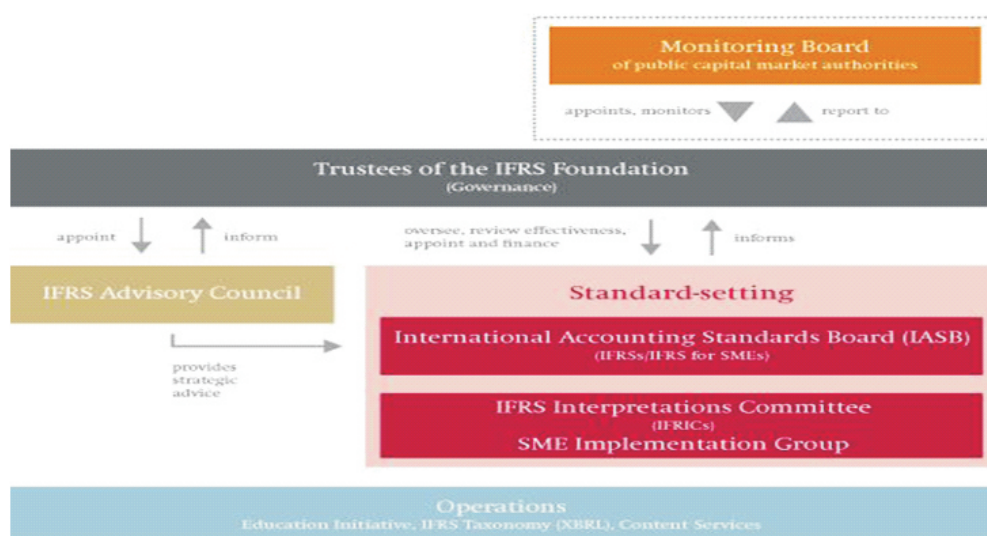 Monitoring Board
of public capital market authorities
appoints, monitors
report to
Trustees of the IFRS Foundation
(Governance)
appoint
inform
oversee, review effectiveness,
appoint and finance
informs
IFRS Advisory Council
Standard-setting
International Accounting Standards Board (IASB)
(IFRSs/IFRS for SMEs)
provides
strategic
advice
IFRS Interpretations Committee
(IFRICs)
SME Implementation Group
Operations
Education Initiative, IFRS Taxonomy (XBRL), Content Services